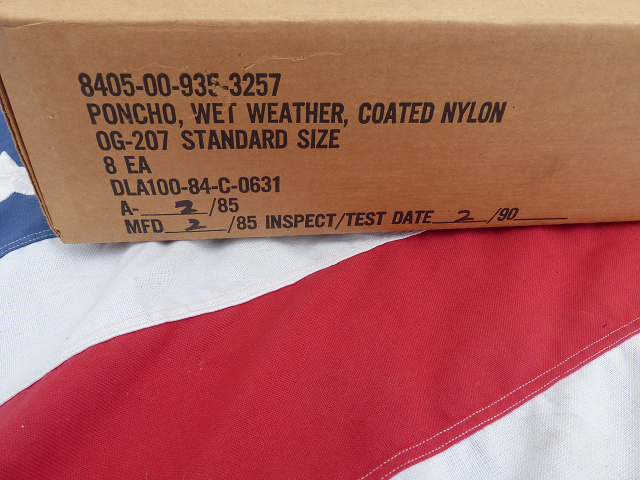 8405-00-935-3257
PONCHO, WET WEATHER, COATED NYLON
OG-207 STANDARD SIZE
8 EA
DLA100-84-C-0631
A- 2 /85
MFD 2 /85 INSPECT/TEST DATE 2 /90